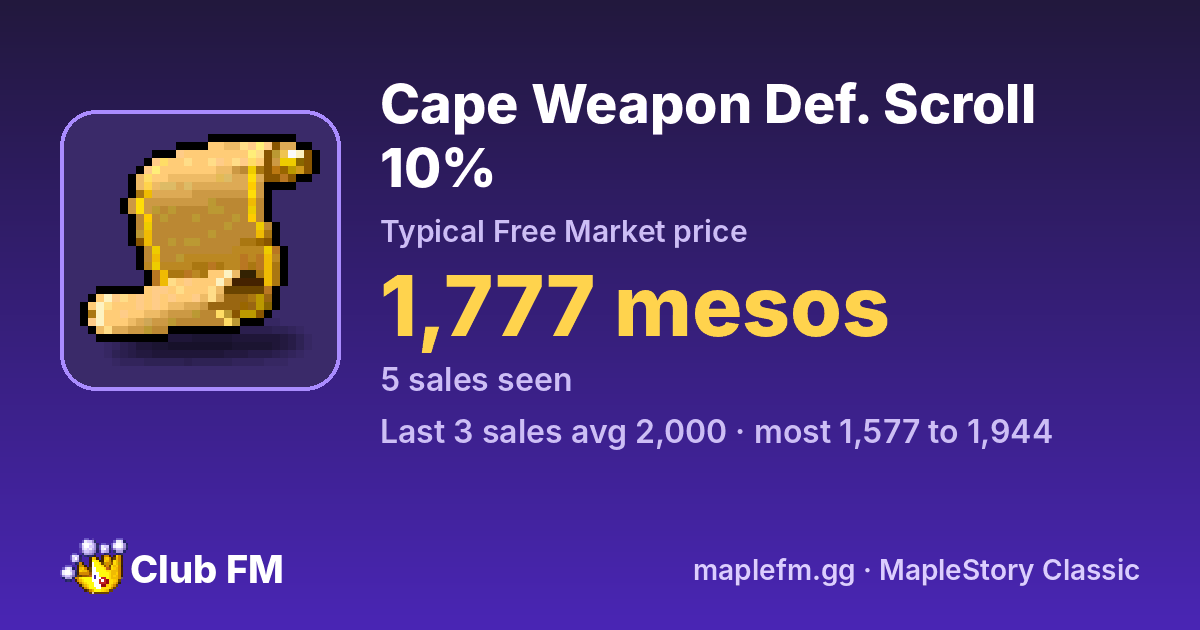 Cape Weapon Def. Scroll
10%
Typical Free Market price
1,777 mesos
5 sales seen
Last 3 sales avg 2,000 · most 1,577 to 1,944
Club FM
maplefm.gg · MapleStory Classic